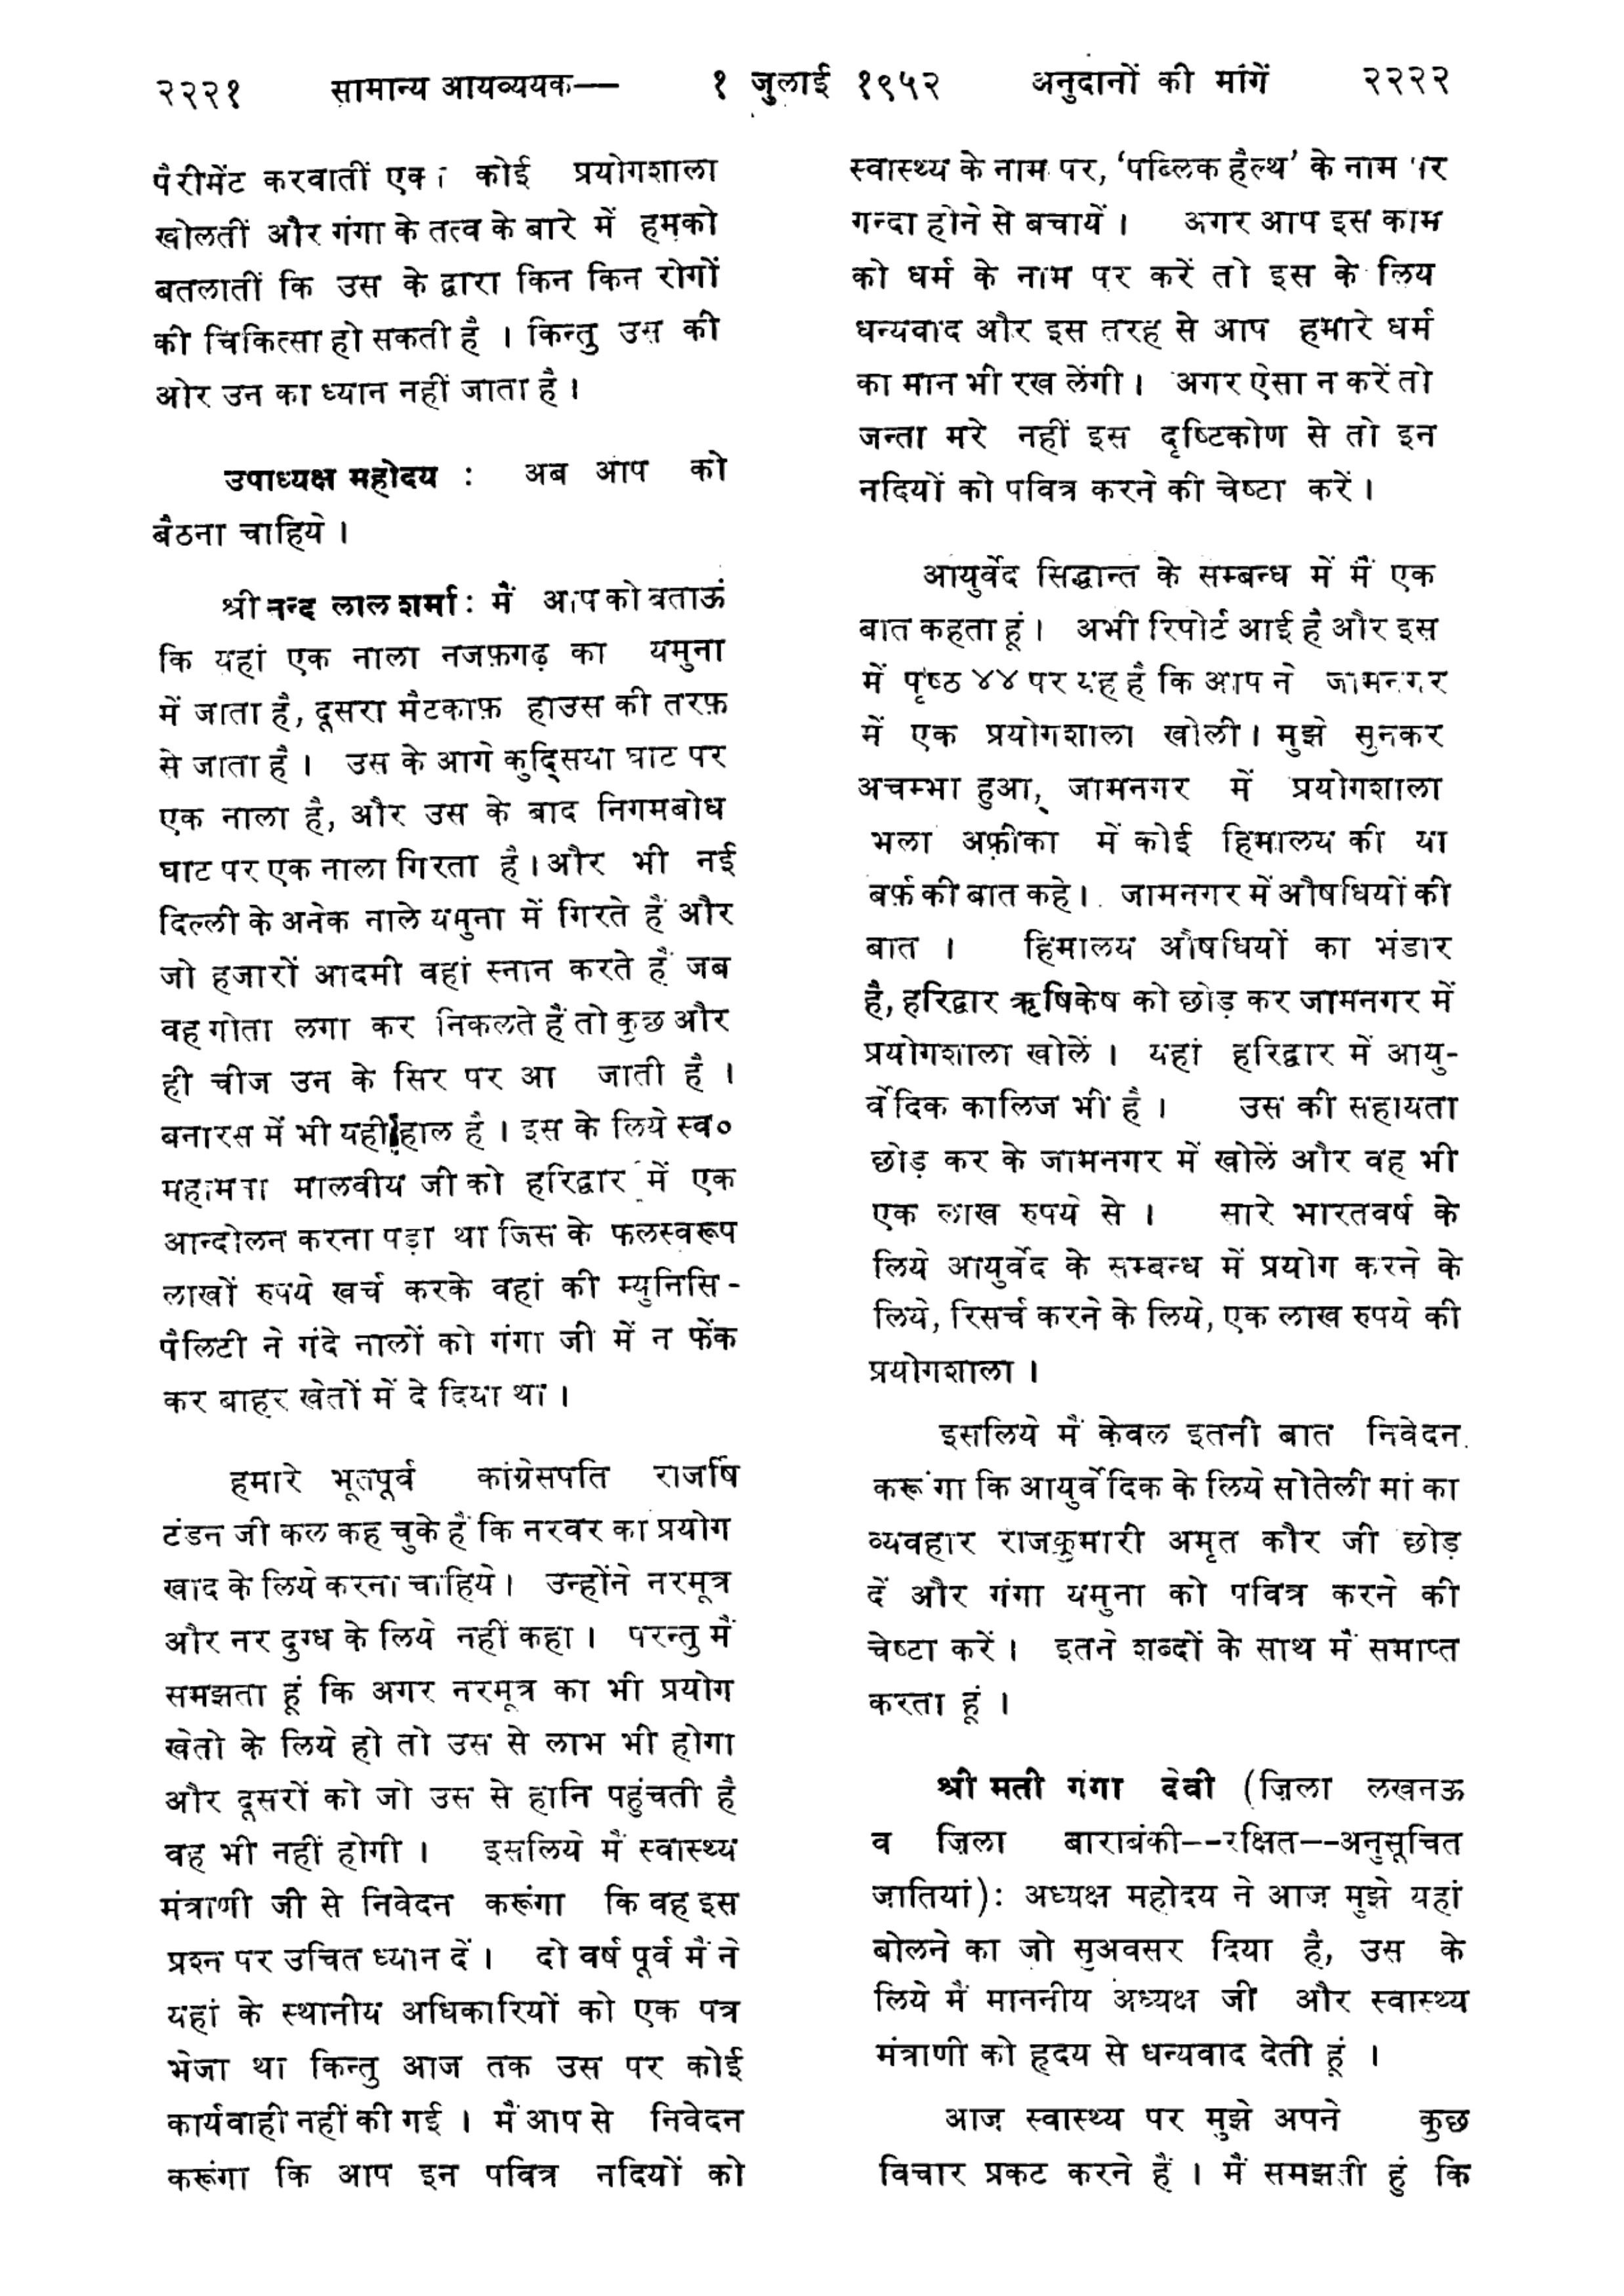 २२२१ सामान्य आयव्ययक— १ जुलाई १९५२ अनुदानों की मांगें २२२२
पैरीमेंट करवातीं कोई प्रयोगशाला
खोलतीं और गंगा के तत्व के बारे में हमको
बतलातीं कि उस के द्वारा किन किन रोगों
की चिकित्सा हो सकती है । किन्तु उस की
ओर उन का ध्यान नहीं जाता है ।
उपाध्यक्ष महोदय : अब आप को
बैठना चाहिये ।
श्री नन्द लाल शर्मा : मैं आप को बताऊं
कि यहां एक नाला नजफ़गढ़ का यमुना
में जाता है, दूसरा मैटकाफ़ हाउस की तरफ़
से जाता है । उस के आगे कुद्सिया घाट पर
एक नाला है, और उस के बाद निगमबोध
घाट पर एक नाला गिरता है । और भी नई
दिल्ली के अनेक नाले यमुना में गिरते हैं और
जो हजारों आदमी वहां स्नान करते हैं जब
वह गोता लगा कर निकलते हैं तो कुछ और
ही चीज उन के सिर पर आ जाती है ।
बनारस में भी यही हाल है । इस के लिये स्व०
महामना मालवीय जी को हरिद्वार में एक
आन्दोलन करना पड़ा था जिस के फलस्वरूप
लाखों रुपये खर्च करके वहां की म्युनिसि-
पैलिटी ने गंदे नालों को गंगा जी में न फेंक
कर बाहर खेतों में दे दिया था ।
हमारे भूतपूर्व कांग्रेसपति राजर्षि
टंडन जी कल कह चुके हैं कि नरवर का प्रयोग
खाद के लिये करना चाहिये । उन्होंने नरमूत्र
और नर दुग्ध के लिये नहीं कहा । परन्तु मैं
समझता हूं कि अगर नरमूत्र का भी प्रयोग
खेतो के लिये हो तो उस से लाभ भी होगा
और दूसरों को जो उस से हानि पहुंचती है
वह भी नहीं होगी । इसलिये मैं स्वास्थ्य
मंत्राणी जी से निवेदन करूंगा कि वह इस
प्रश्न पर उचित ध्यान दें । दो वर्ष पूर्व मैं ने
यहां के स्थानीय अधिकारियों को एक पत्र
भेजा था किन्तु आज तक उस पर कोई
कार्यवाही नहीं की गई । मैं आप से निवेदन
करूंगा कि आप इन पवित्र नदियों को
स्वास्थ्य के नाम पर, ‘पब्लिक हैल्थ’ के नाम पर
गन्दा होने से बचायें । अगर आप इस काम
को धर्म के नाम पर करें तो इस के लिय
धन्यवाद और इस तरह से आप हमारे धर्म
का मान भी रख लेंगी । अगर ऐसा न करें तो
जन्ता मरे नहीं इस दृष्टिकोण से तो इन
नदियों को पवित्र करने की चेष्टा करें ।
आयुर्वेद सिद्धान्त के सम्बन्ध में मैं एक
बात कहता हूं । अभी रिपोर्ट आई है और इस
में पृष्ठ ४४ पर यह है कि आप ने जामनगर
में एक प्रयोगशाला खोली । मुझे सुनकर
अचम्भा हुआ, जामनगर में प्रयोगशाला
भला अफ़्रीका में कोई हिमालय की या
बर्फ़ की बात कहे । जामनगर में औषधियों की
बात । हिमालय औषधियों का भंडार
है, हरिद्वार ऋषिकेष को छोड़ कर जामनगर में
प्रयोगशाला खोलें । यहां हरिद्वार में आयु-
र्वेदिक कालिज भी है । उस की सहायता
छोड़ कर के जामनगर में खोलें और वह भी
एक लाख रुपये से । सारे भारतवर्ष के
लिये आयुर्वेद के सम्बन्ध में प्रयोग करने के
लिये, रिसर्च करने के लिये, एक लाख रुपये की
प्रयोगशाला ।
इसलिये मैं केवल इतनी बात निवेदन
करूंगा कि आयुर्वेदिक के लिये सोतेली मां का
व्यवहार राजकुमारी अमृत कौर जी छोड़
दें और गंगा यमुना को पवित्र करने की
चेष्टा करें । इतने शब्दों के साथ मैं समाप्त
करता हूं ।
श्री मती गंगा देवी (ज़िला लखनऊ
व ज़िला बाराबंकी--रक्षित--अनुसूचित
जातियां) : अध्यक्ष महोदय ने आज मुझे यहां
बोलने का जो सुअवसर दिया है, उस के
लिये मैं माननीय अध्यक्ष जी और स्वास्थ्य
मंत्राणी को हृदय से धन्यवाद देती हूं ।
आज स्वास्थ्य पर मुझे अपने कुछ
विचार प्रकट करने हैं । मैं समझती हुं कि